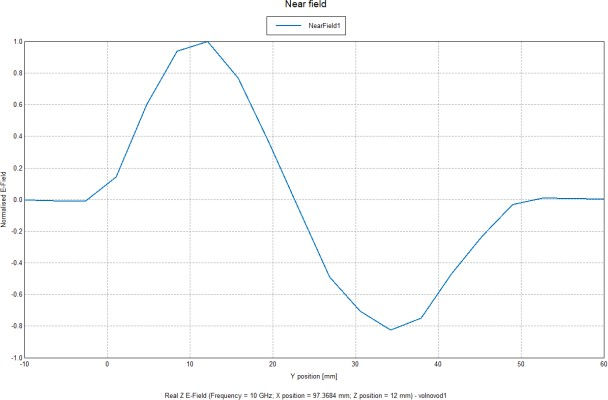 Near field
NearField1
1.0
0.8
0.6
0.4
0.2
0.0
-0.2
-0.4
-0.6
-0.8
-1.0
Normalised E-Field
-10 0 10 20 30 40 50 60
Y position [mm]
Real Z E-Field (Frequency = 10 GHz; X position = 97.3684 mm; Z position = 12 mm) - volnovod1